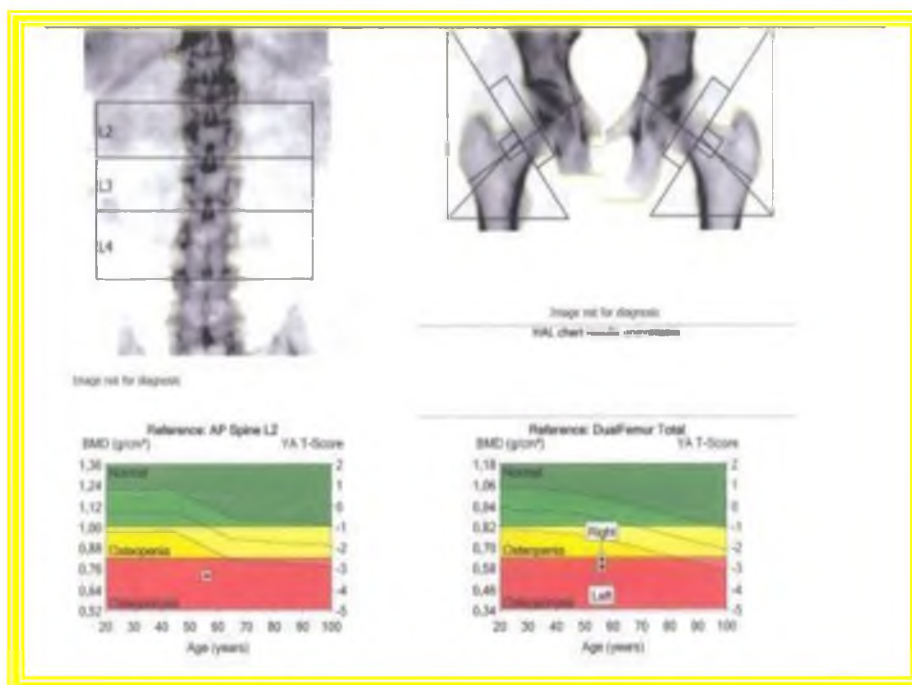 L2
L3
L4
Image not for diagnosis
Image not for diagnosis
HAL chart
Reference: AP Spine L2
BMD (g/cm²) YA T-Score
1,36 Normal 2
1,24 1
1,12 0
1,00 -1
0,88 Osteopenia -2
0,76 -3
0,64 -4
0,52 Osteoporosis -5
20 30 40 50 60 70 80 90 100
Age (years)
Reference: DualFemur Total
BMD (g/cm²) YA T-Score
1,18 Normal 2
1,06 1
0,94 0
0,82 -1
Right
0,70 Osteopenia -2
0,58 -3
0,46 Left -4
0,34 Osteoporosis -5
20 30 40 50 60 70 80 90 100
Age (years)